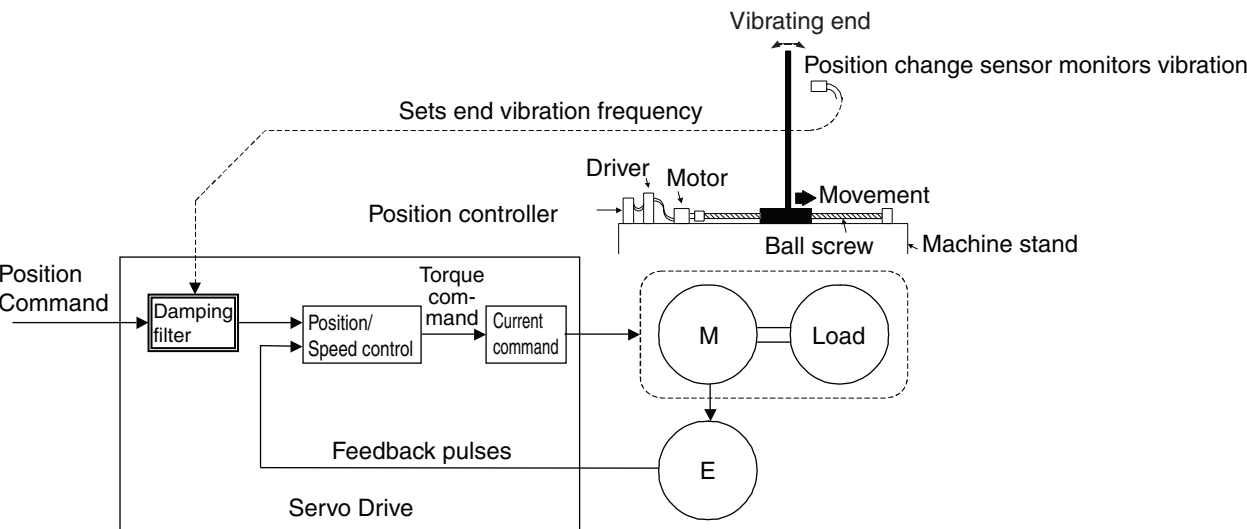 Vibrating end
Position change sensor monitors vibration
Sets end vibration frequency
Driver
Motor
Movement
Position controller
Ball screw
Machine stand
Position
Command
Torque
com-
mand
Damping
filter
Position/
Speed control
Current
command
M
Load
Feedback pulses
E
Servo Drive